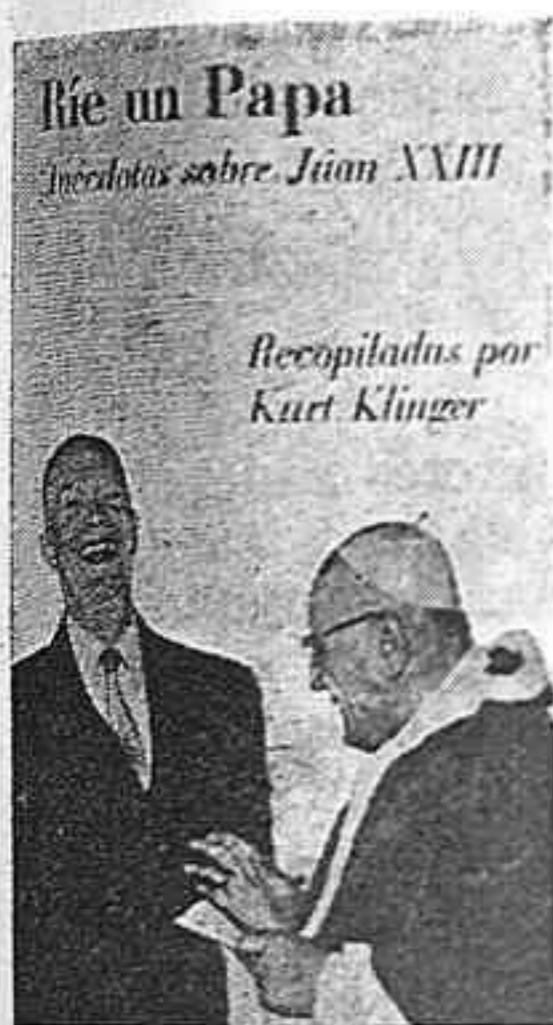 Ríe un Papa
Anécdotas sobre Juan XXIII
Recopiladas por
Kurt Klinger